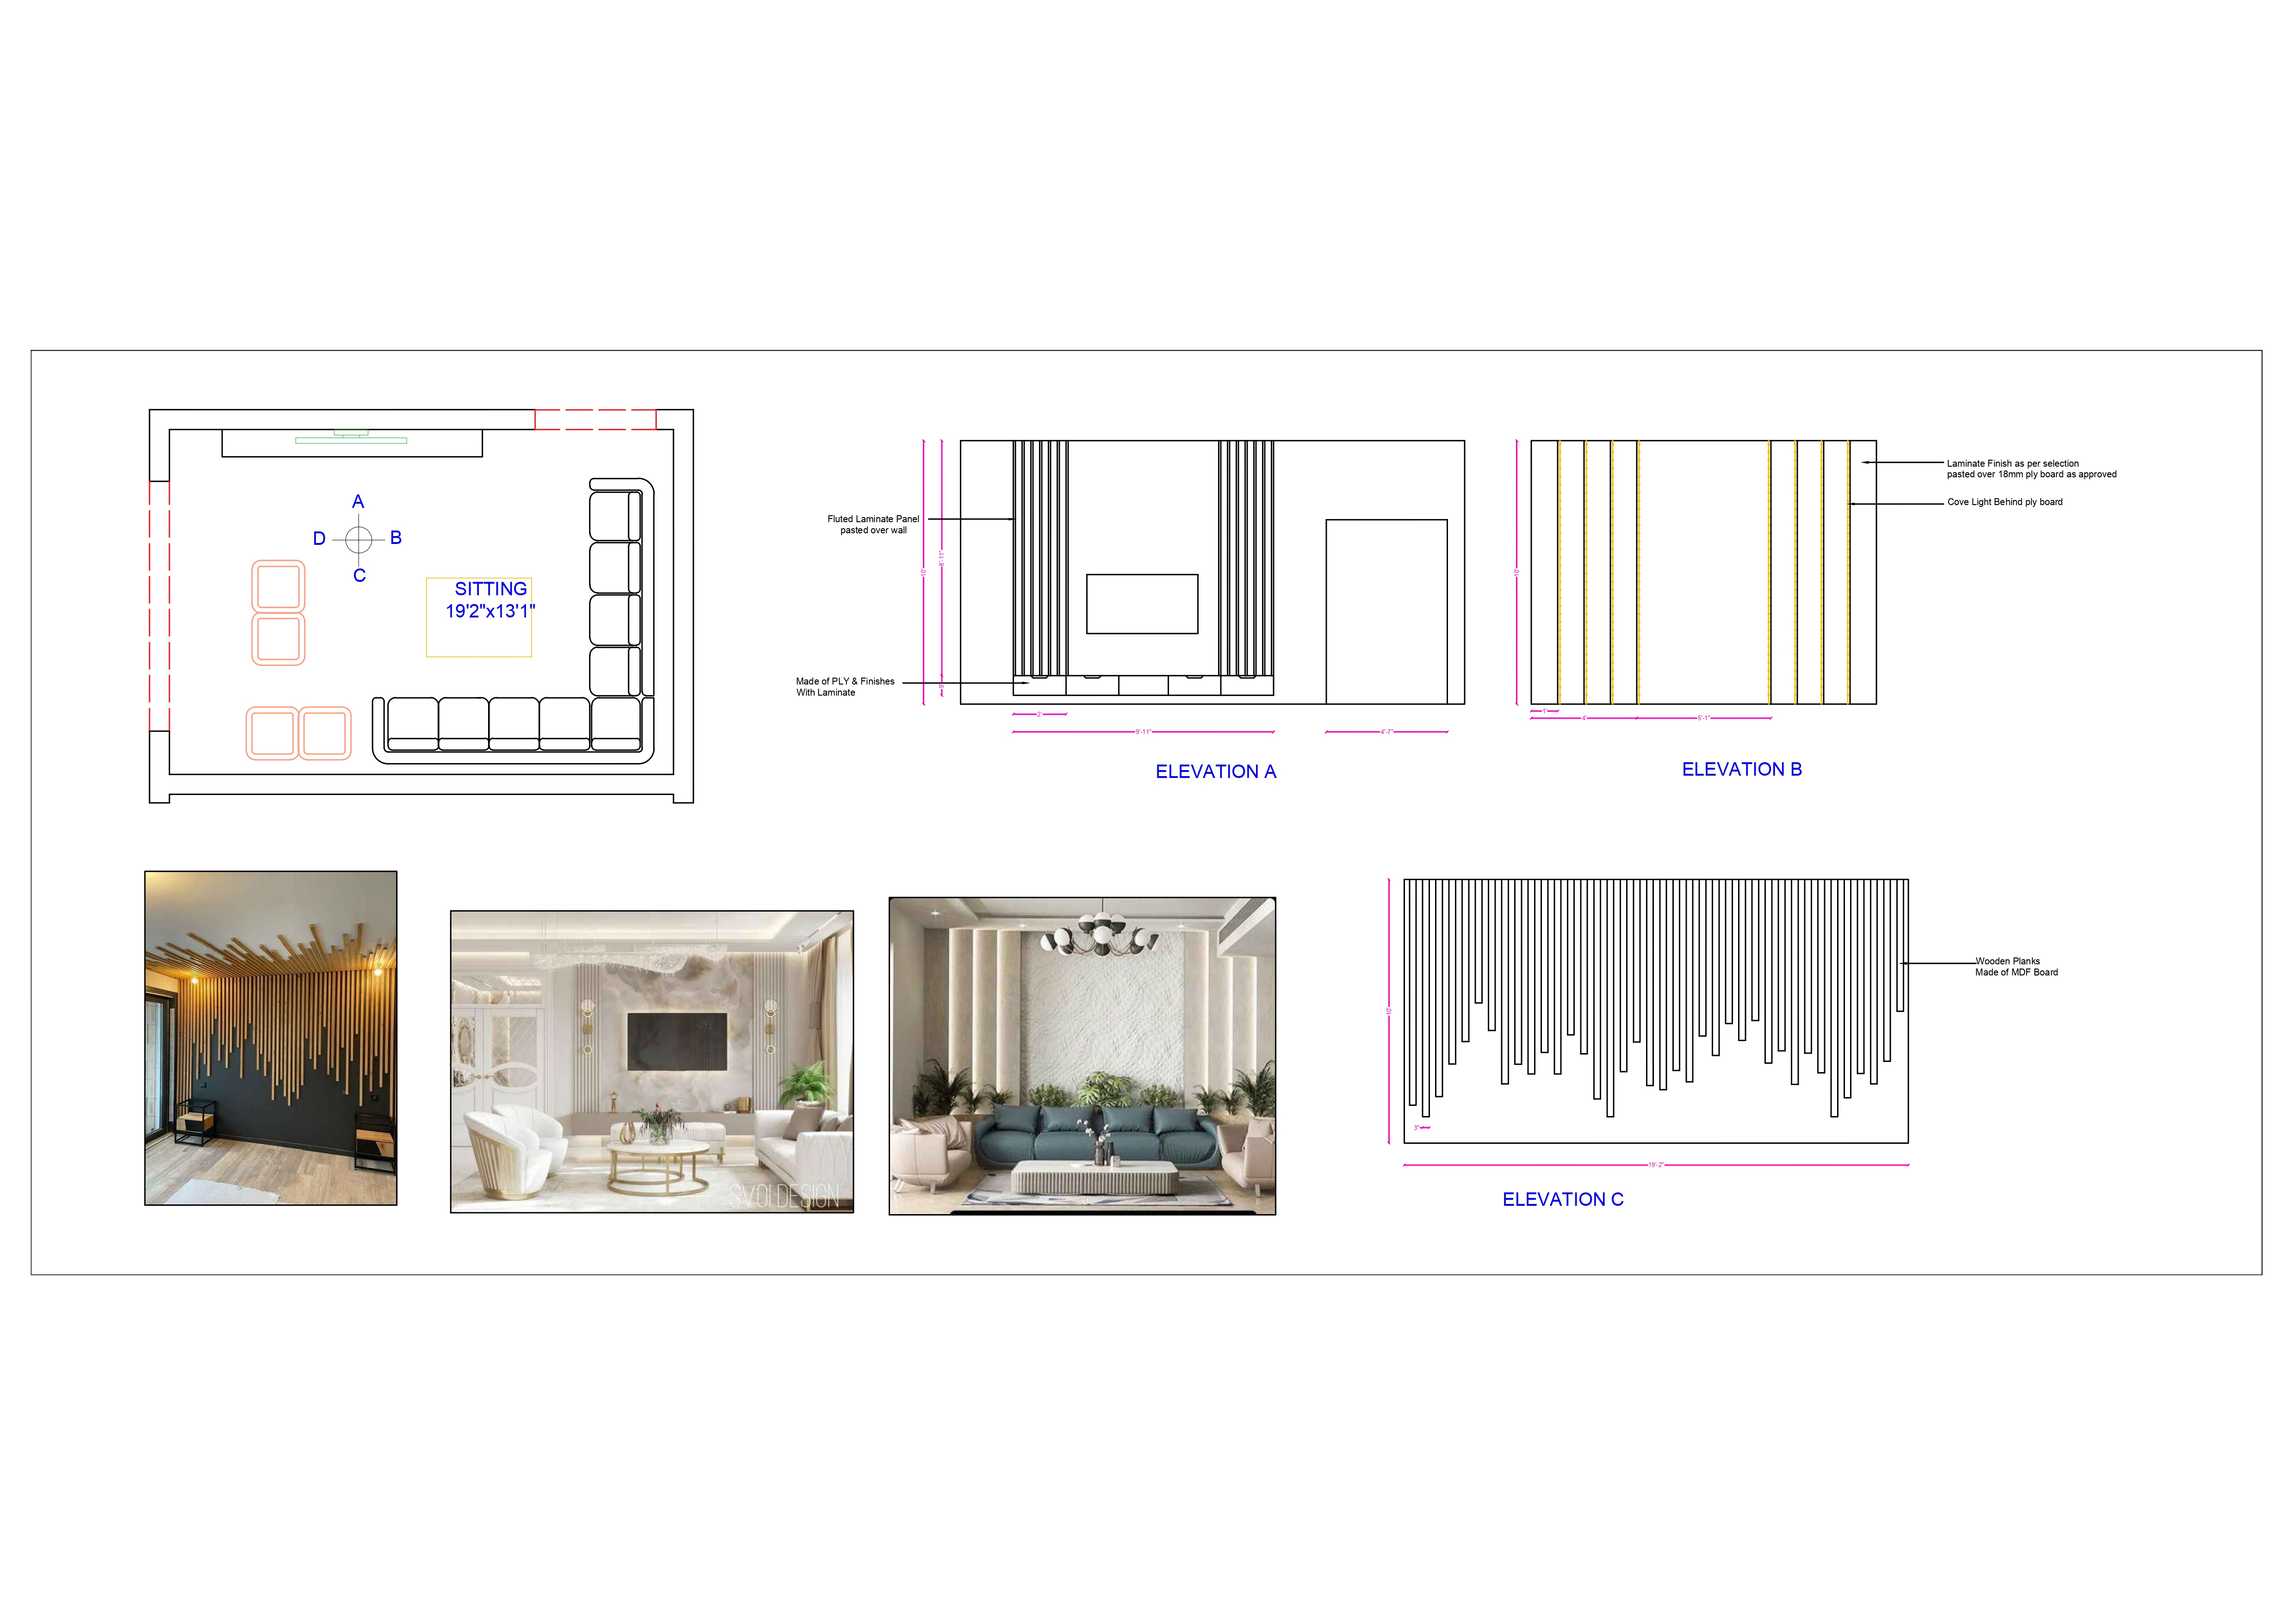 A
D
B
C
SITTING
19'2"x13'1"
Fluted Laminate Panel
pasted over wall
Made of PLY & Finishes
With Laminate
10'
8'-11"
9"
2'
9'-11"
4'-7"
ELEVATION A
10'
1'
4'
5'-1"
Laminate Finish as per selection
pasted over 18mm ply board as approved
Cove Light Behind ply board
ELEVATION B
SVOI DESIGN
10'
3"
19'-2"
Wooden Planks
Made of MDF Board
ELEVATION C